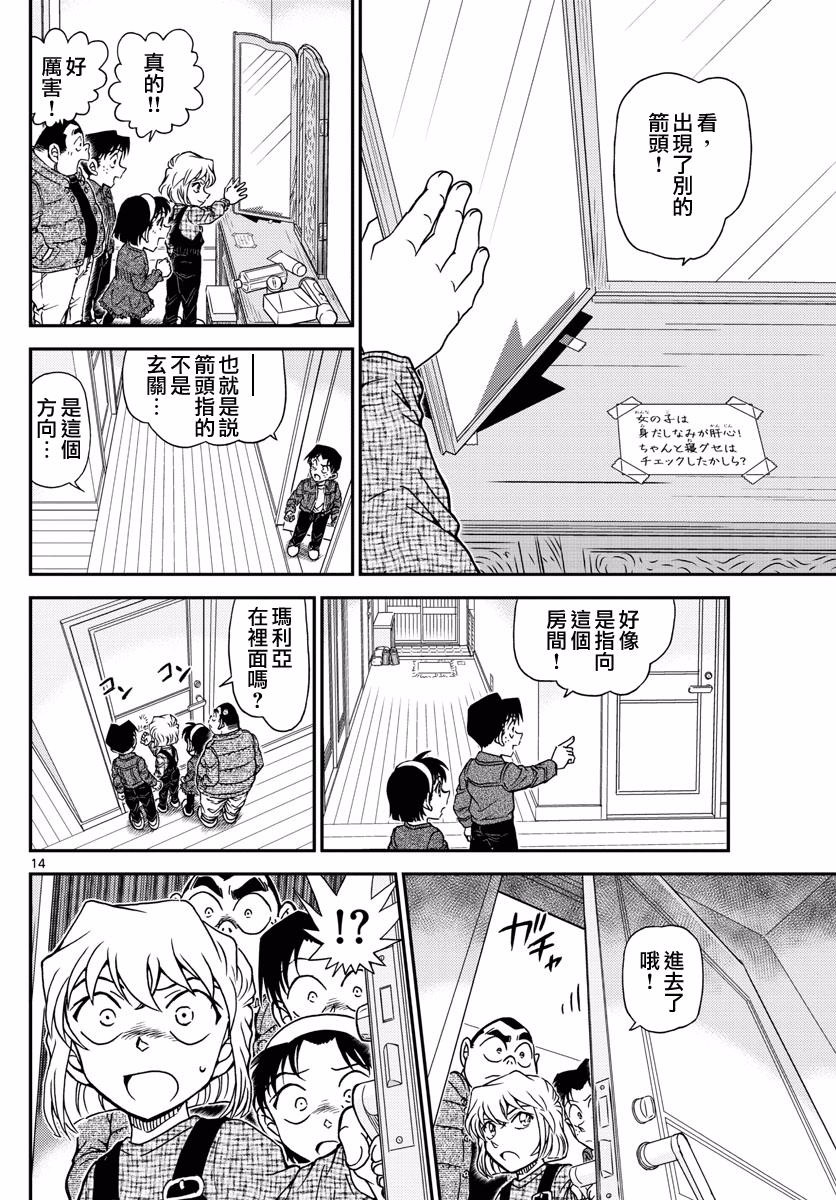 看，
出現了別的
箭頭！
女の子は
身だしなみが肝心！
ちゃんと寝グセは
チェックしたかしら？
真的!!
好
厲害！
也就是說
箭頭指的
不是
玄關…
是這個
方向…
好像
是指向
這個
房間！
瑪利亞
在裡面嗎？
コン
コン
14
進去了
哦！
ガチャ
!?